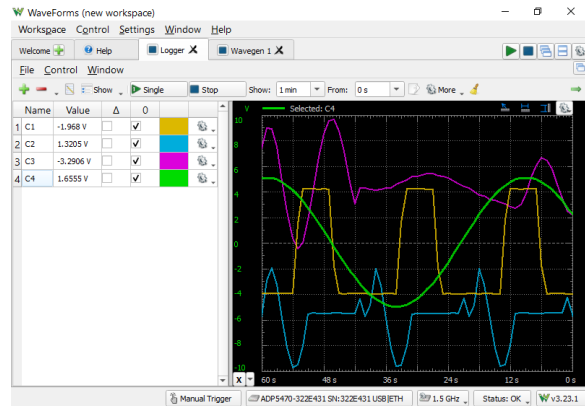 WaveForms (new workspace)
Workspace Control Settings Window Help
Welcome Help Logger Wavegen 1
File Control Window
Show Single Stop Show: 1 min From: 0 s More
Name Value Δ 0
1 C1 -1.968 V
2 C2 1.3205 V
3 C3 -3.2906 V
4 C4 1.6555 V
V Selected: C4
10
8
6
4
2
0
-2
-4
-6
-8
-10
X 60 s 48 s 36 s 24 s 12 s 0 s
Manual Trigger ADP5470-322E431 SN:322E431 USB|ETH 1.5 GHz Status: OK W v3.23.1